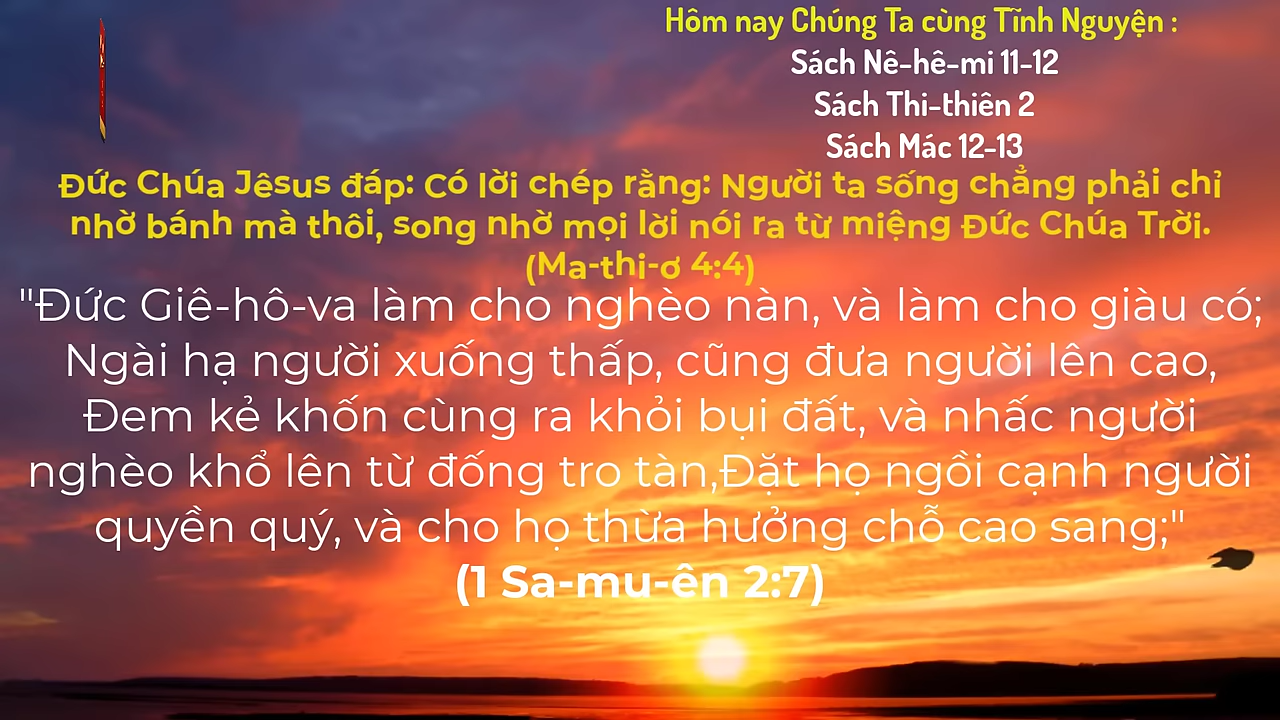 Hôm nay Chúng Ta cùng Tĩnh Nguyện :
Sách Nê-hê-mi 11-12
Sách Thi-thiên 2
Sách Mác 12-13
Đức Chúa Jêsus đáp: Có lời chép rằng: Người ta sống chẳng phải chỉ
nhờ bánh mà thôi, song nhờ mọi lời nói ra từ miệng Đức Chúa Trời.
(Ma-thi-ơ 4:4)
"Đức Giê-hô-va làm cho nghèo nàn, và làm cho giàu có;
Ngài hạ người xuống thấp, cũng đưa người lên cao,
Đem kẻ khốn cùng ra khỏi bụi đất, và nhấc người
nghèo khổ lên từ đống tro tàn,Đặt họ ngồi cạnh người
quyền quý, và cho họ thừa hưởng chỗ cao sang;"
(1 Sa-mu-ên 2:7)